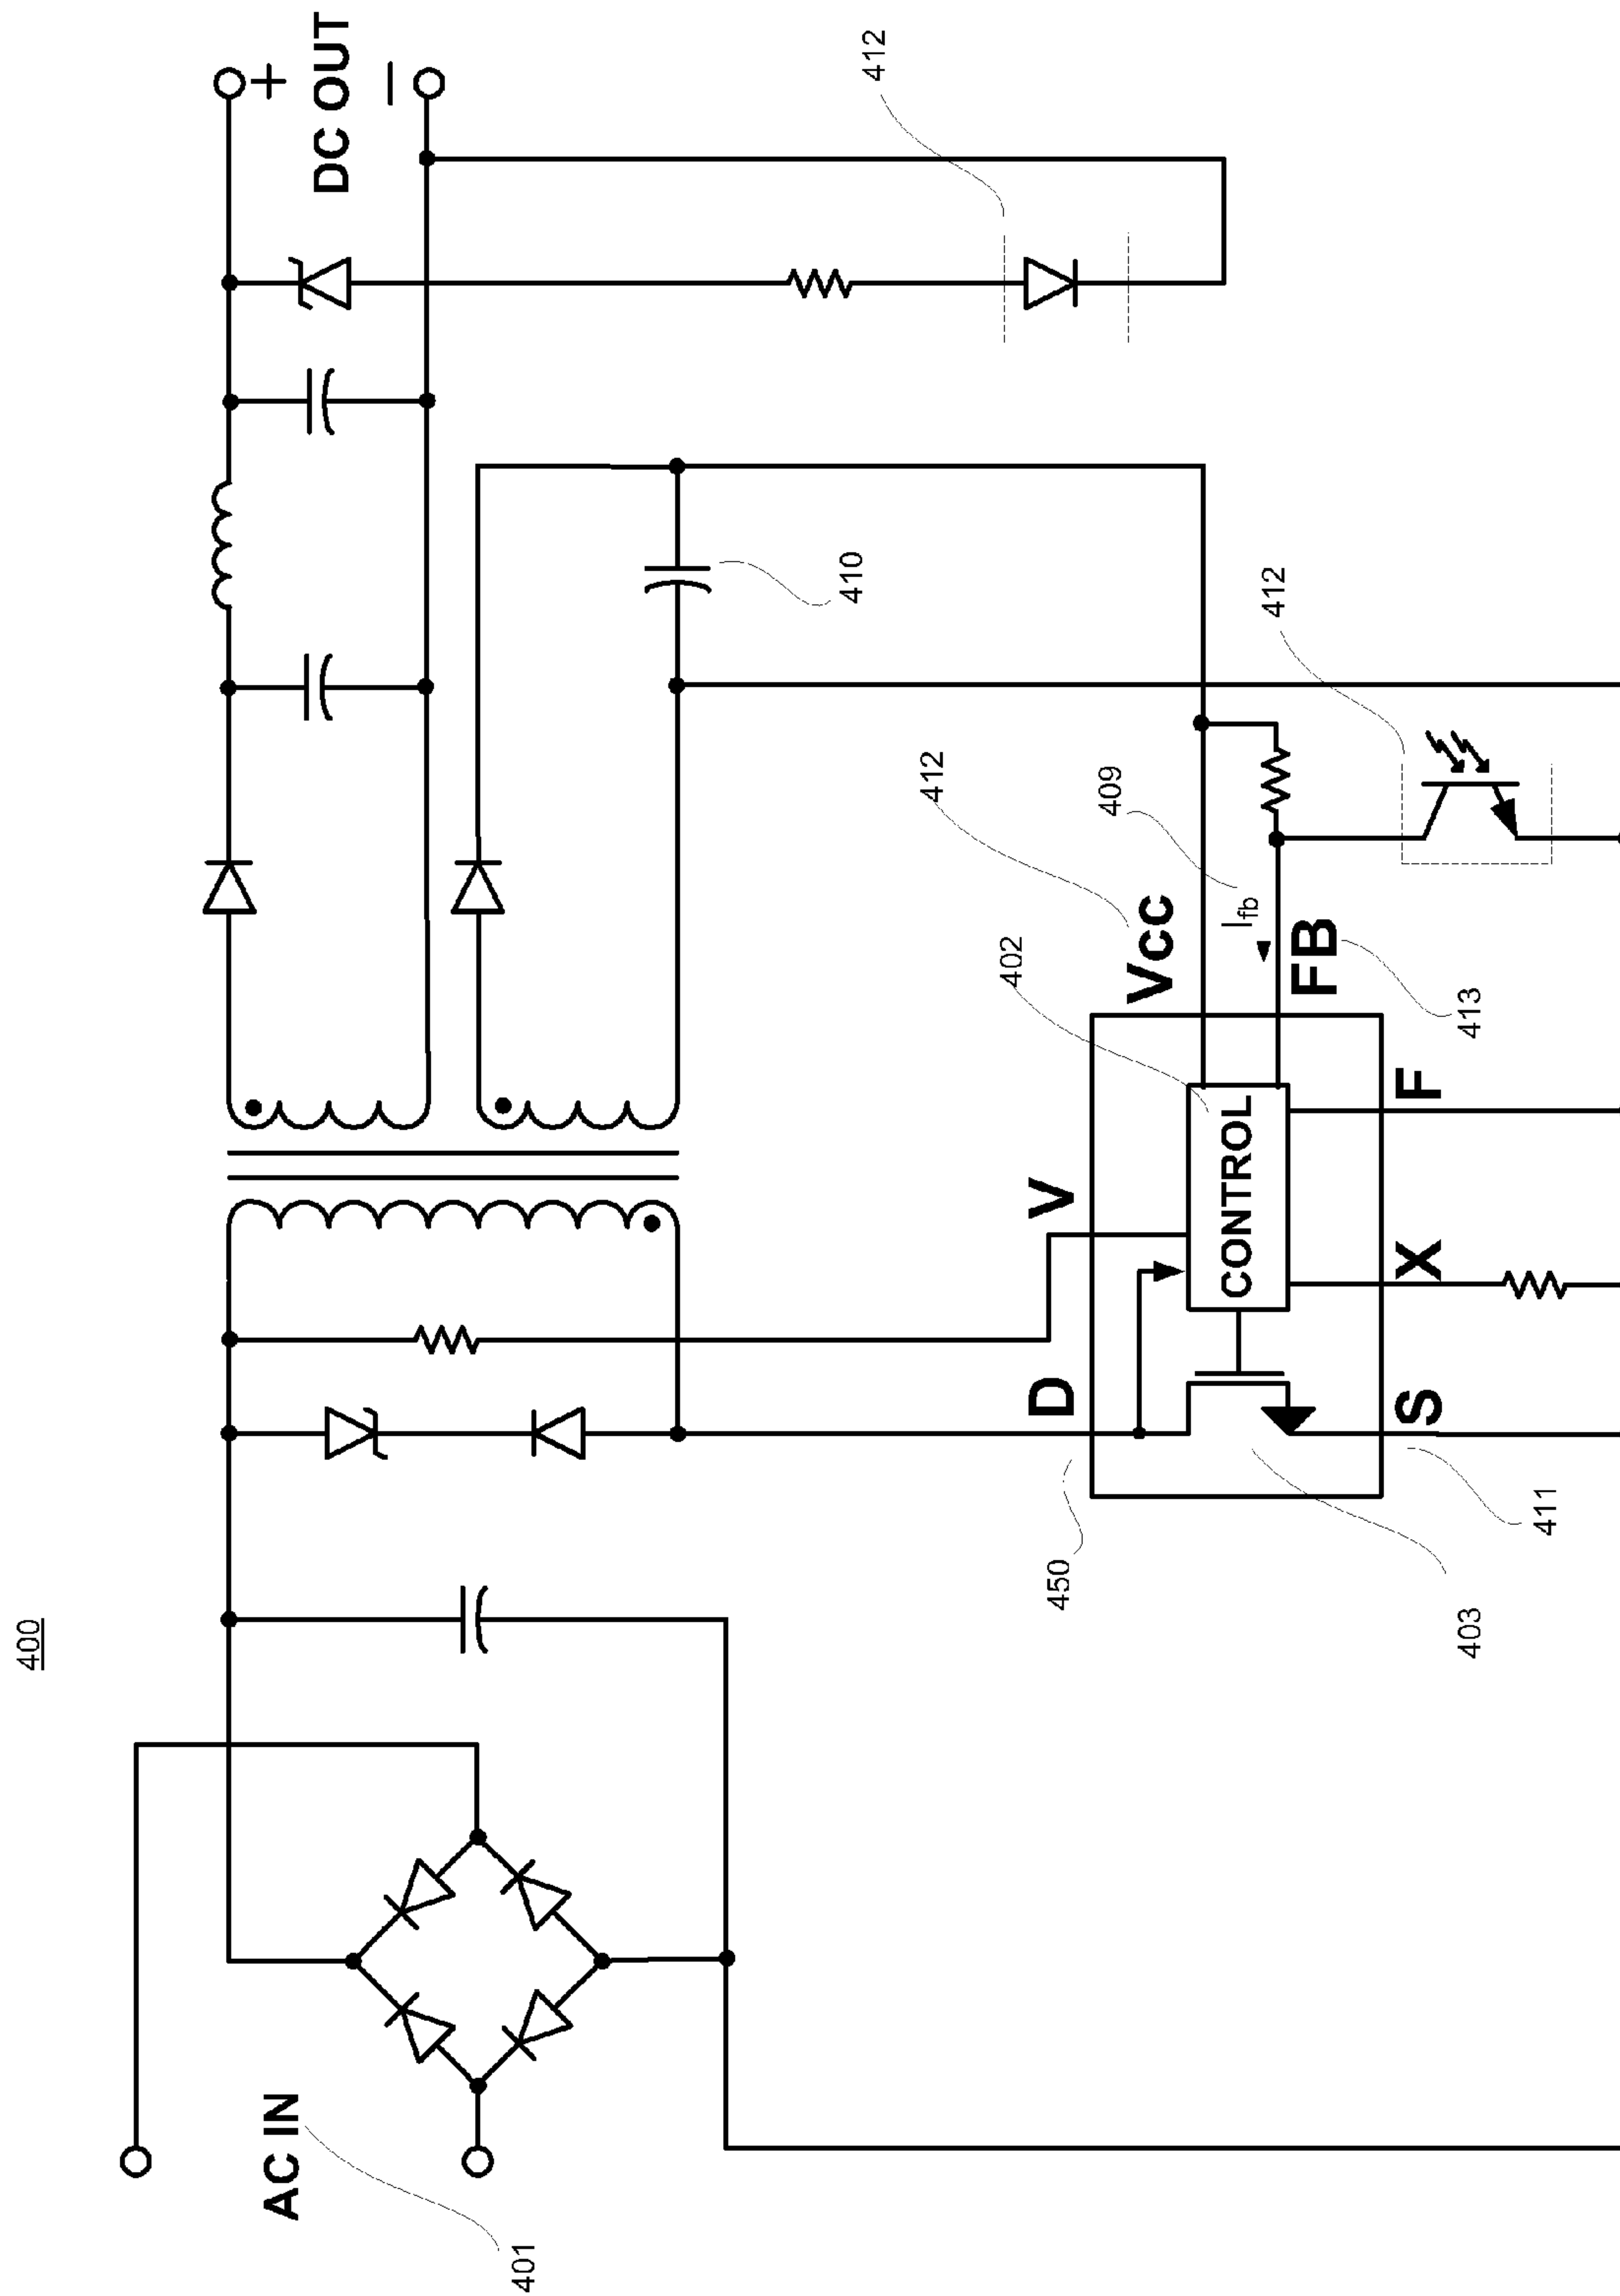 400
AC IN
401
+
DC OUT
−
412
410
450
D
V
402
Vcc
412
409
Ifb
FB
413
412
CONTROL
403
411
S
X
F